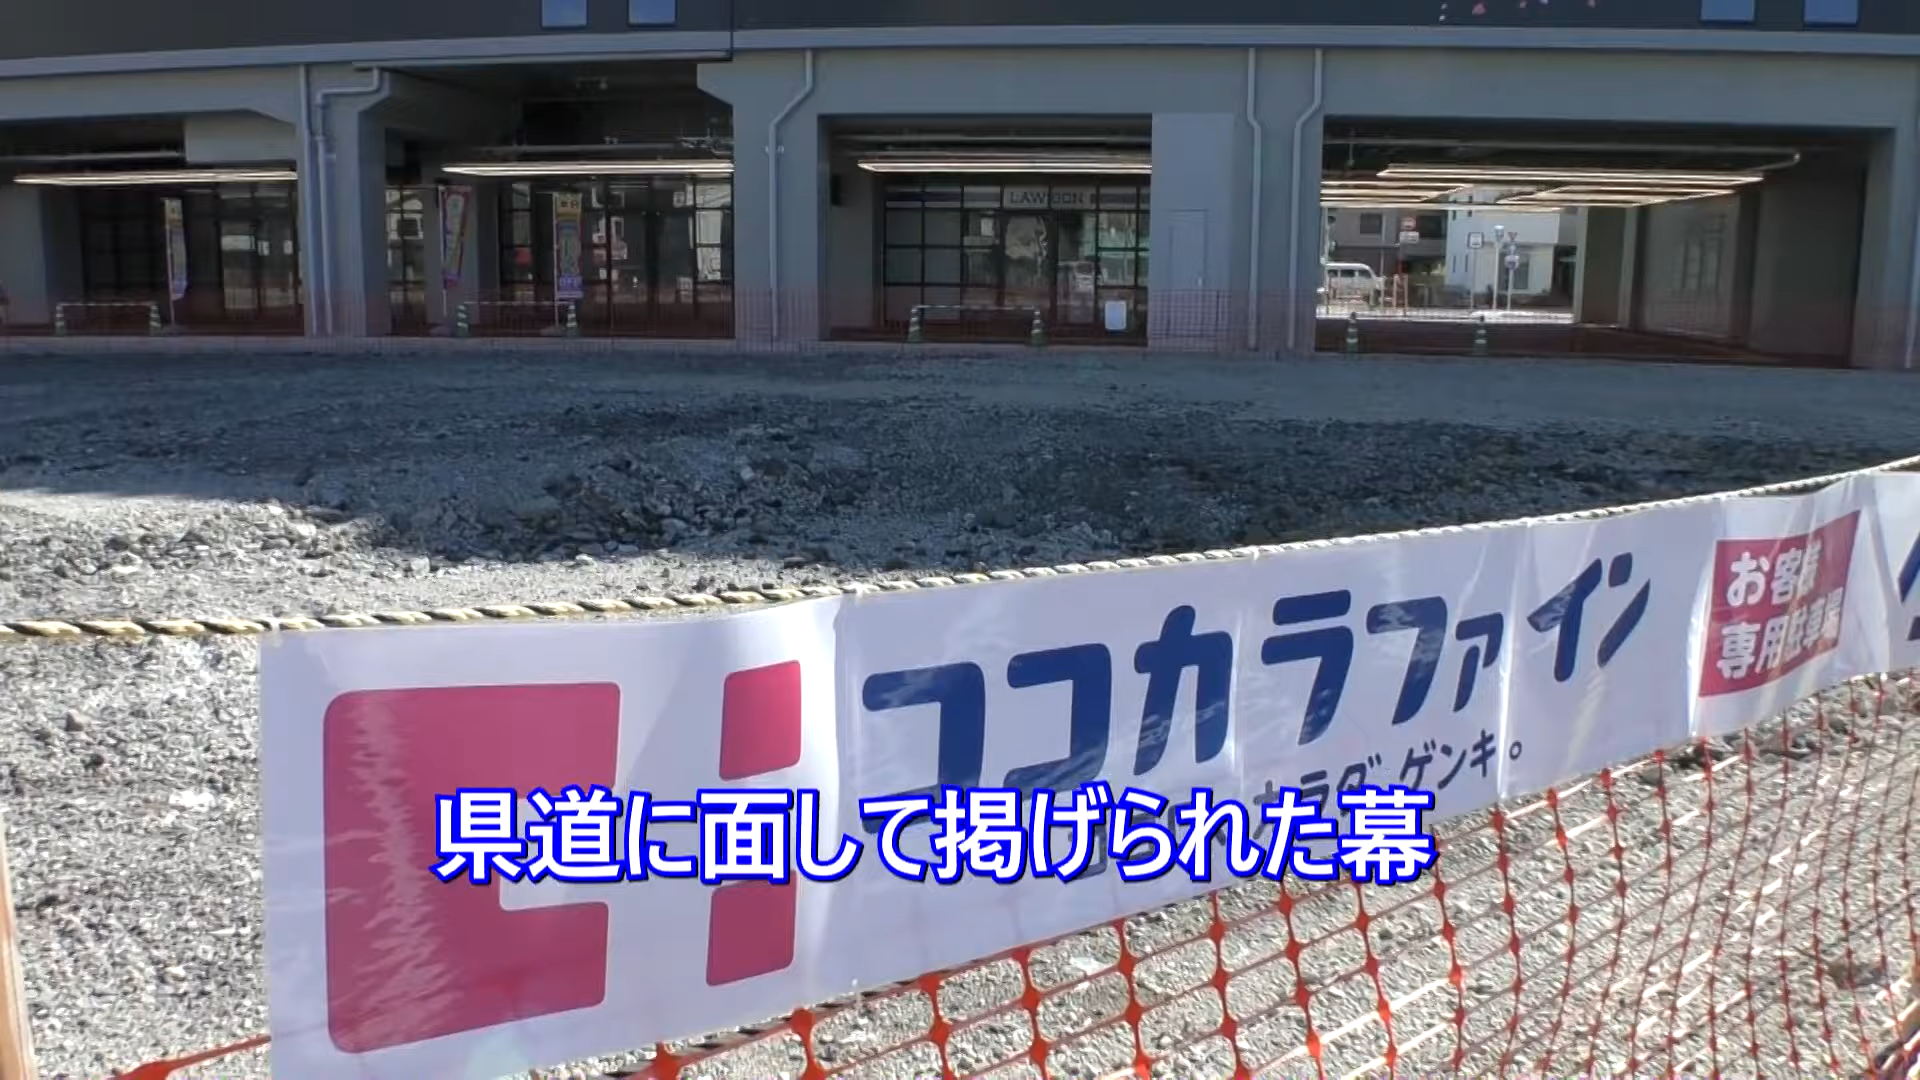 LAWSON
ココカラファイン
お客様
専用駐車場
カラダ、ゲンキ。
県道に面して掲げられた幕